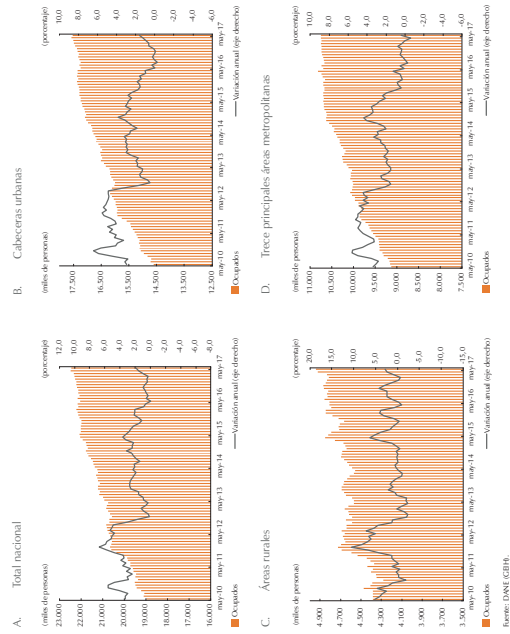 A. Total nacional
(miles de personas) (porcentaje)
23.000 12,0
22.000 10,0
21.000 8,0
20.000 6,0
19.000 4,0
18.000 2,0
17.000 0,0
16.000 -2,0
-4,0
-6,0
-8,0
may-10 may-11 may-12 may-13 may-14 may-15 may-16 may-17
Ocupados Variación anual (eje derecho)
B. Cabeceras urbanas
(miles de personas) (porcentaje)
17.500 10,0
16.500 8,0
15.500 6,0
14.500 4,0
13.500 2,0
12.500 0,0
-2,0
-4,0
-6,0
may-10 may-11 may-12 may-13 may-14 may-15 may-16 may-17
Ocupados Variación anual (eje derecho)
C. Áreas rurales
(miles de personas) (porcentaje)
4.900 20,0
4.700 15,0
4.500 10,0
4.300 5,0
4.100 0,0
3.900 -5,0
3.700 -10,0
3.500 -15,0
may-10 may-11 may-12 may-13 may-14 may-15 may-16 may-17
Ocupados Variación anual (eje derecho)
D. Trece principales áreas metropolitanas
(miles de personas) (porcentaje)
11.000 10,0
10.500 8,0
10.000 6,0
9.500 4,0
9.000 2,0
8.500 0,0
8.000 -2,0
7.500 -4,0
-6,0
may-10 may-11 may-12 may-13 may-14 may-15 may-16 may-17
Ocupados Variación anual (eje derecho)
Fuente: DANE (GEIH).